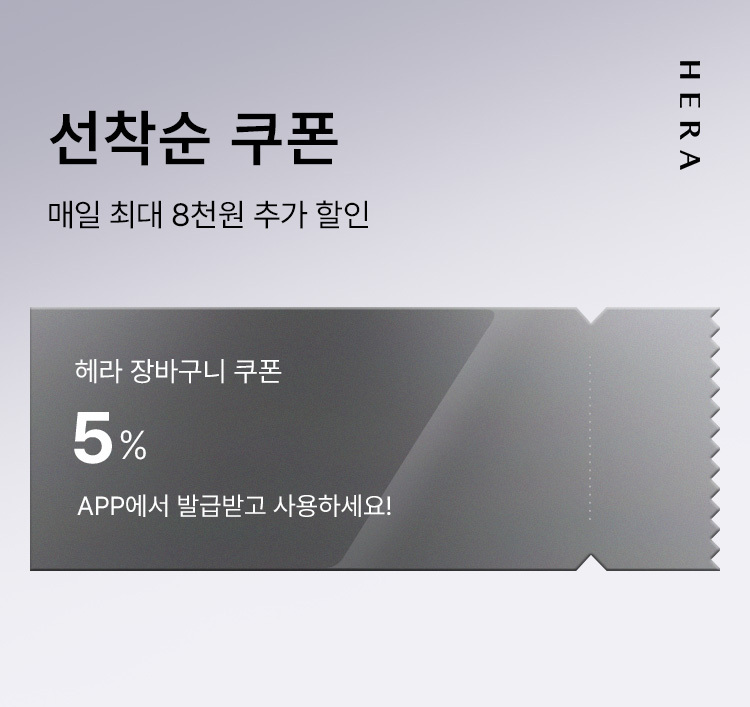 HERA
선착순 쿠폰
매일 최대 8천원 추가 할인
헤라 장바구니 쿠폰
5%
APP에서 발급받고 사용하세요!